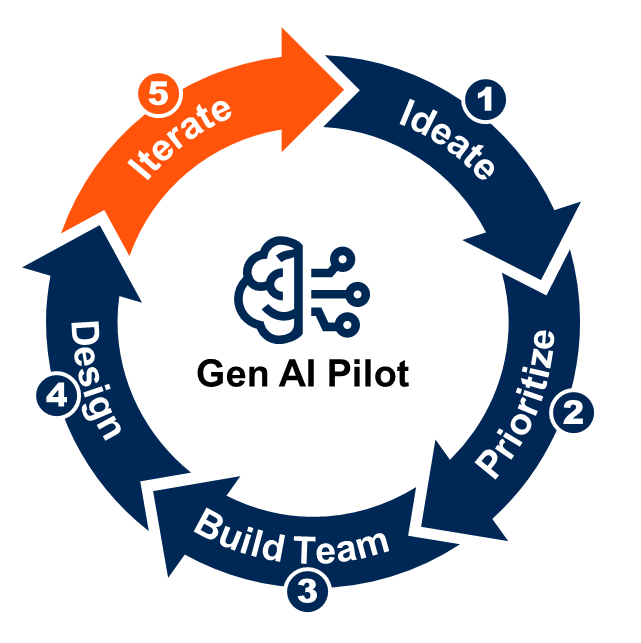 1
Ideate
2
Prioritize
3
Build Team
4
Design
5
Iterate
Gen AI Pilot